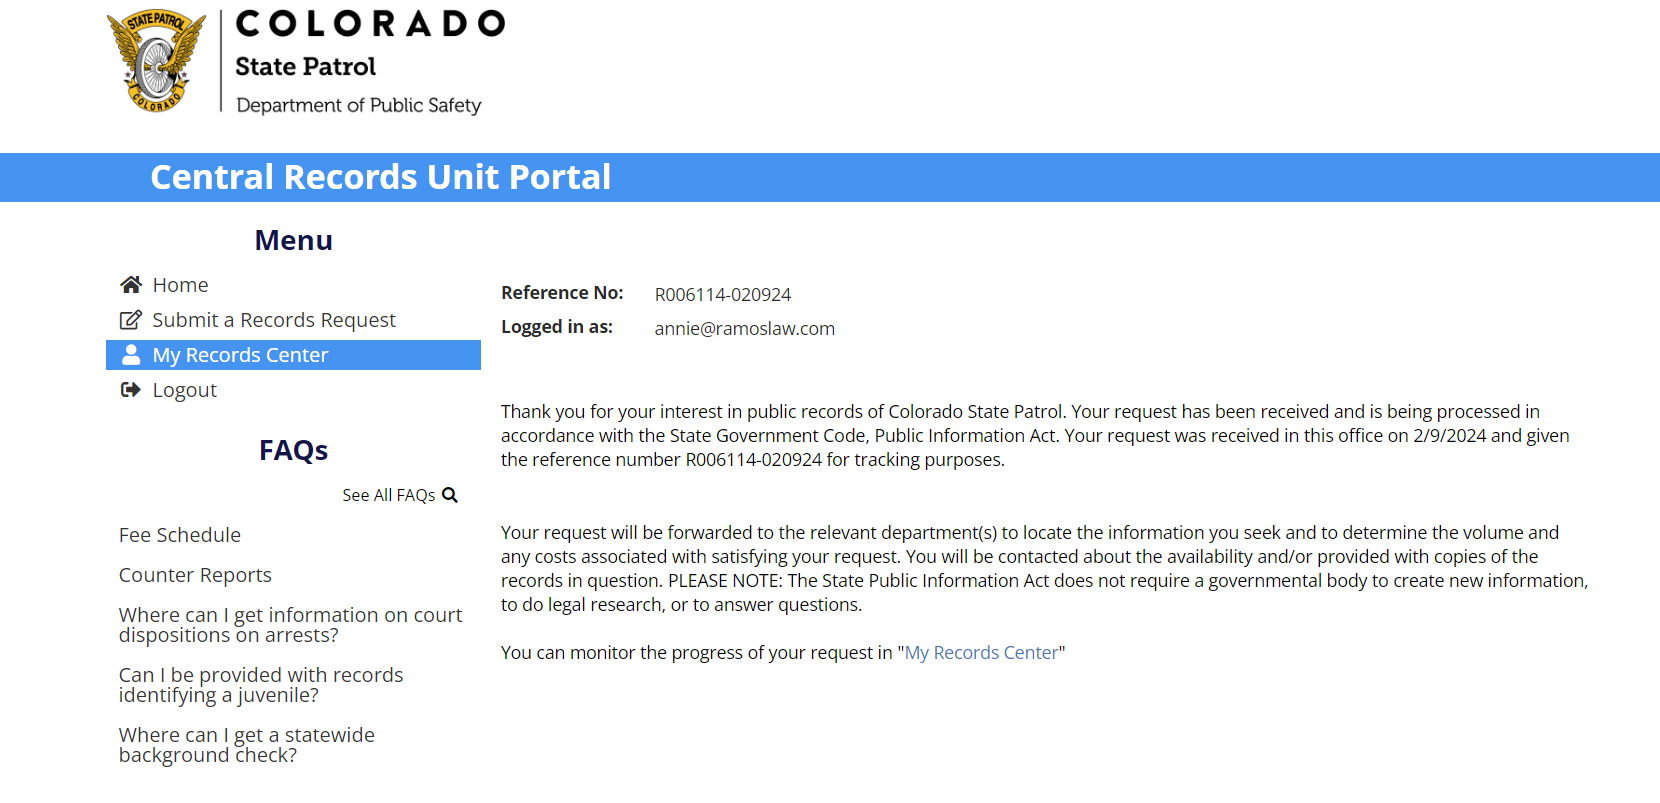 STATE PATROL
COLORADO
COLORADO
State Patrol
Department of Public Safety
Central Records Unit Portal
Menu
Home
Submit a Records Request
My Records Center
Logout
FAQs
See All FAQs
Fee Schedule
Counter Reports
Where can I get information on court
dispositions on arrests?
Can I be provided with records
identifying a juvenile?
Where can I get a statewide
background check?
Reference No: R006114-020924
Logged in as: annie@ramoslaw.com
Thank you for your interest in public records of Colorado State Patrol. Your request has been received and is being processed in
accordance with the State Government Code, Public Information Act. Your request was received in this office on 2/9/2024 and given
the reference number R006114-020924 for tracking purposes.
Your request will be forwarded to the relevant department(s) to locate the information you seek and to determine the volume and
any costs associated with satisfying your request. You will be contacted about the availability and/or provided with copies of the
records in question. PLEASE NOTE: The State Public Information Act does not require a governmental body to create new information,
to do legal research, or to answer questions.
You can monitor the progress of your request in "My Records Center"